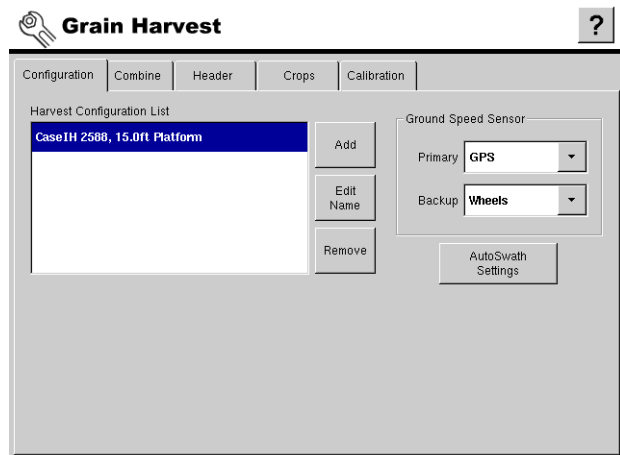 Grain Harvest
?
Configuration
Combine
Header
Crops
Calibration
Harvest Configuration List
CaseIH 2588, 15.0ft Platform
Add
Edit
Name
Remove
Ground Speed Sensor
Primary GPS
Backup Wheels
AutoSwath
Settings